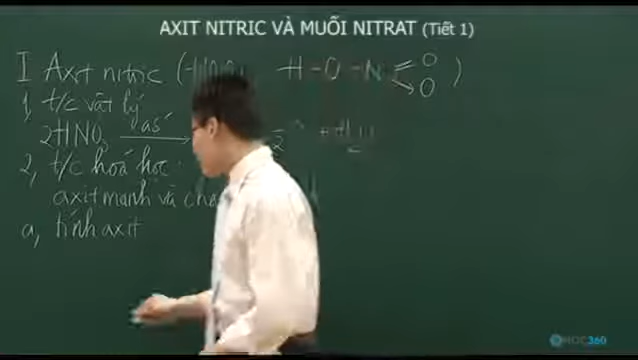 AXIT NITRIC VÀ MUỐI NITRAT (Tiết 1)
I Axit nitric (HNO₃ H-O-N O O )
1, t/c vật lý
2HNO₃ a's'
2, t/c hoá học
axit mạnh và
a, tính axit
HOC360